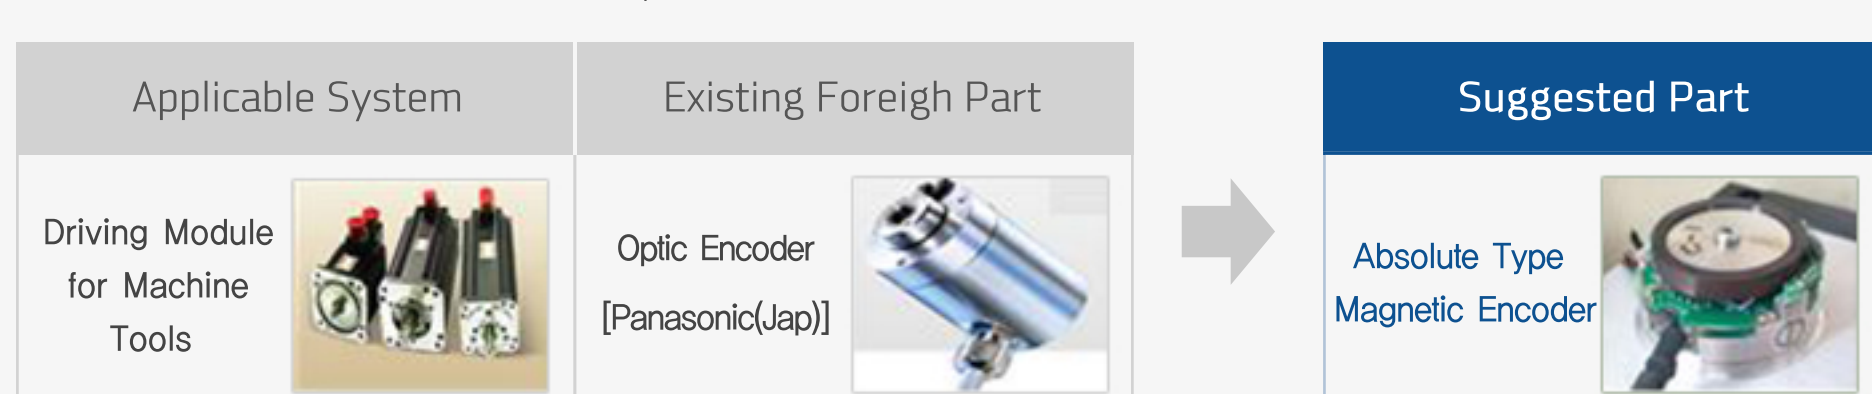 Applicable System
Existing Foreigh Part
Suggested Part
Driving Module
for Machine
Tools
Optic Encoder
[Panasonic(Jap)]
Absolute Type
Magnetic Encoder